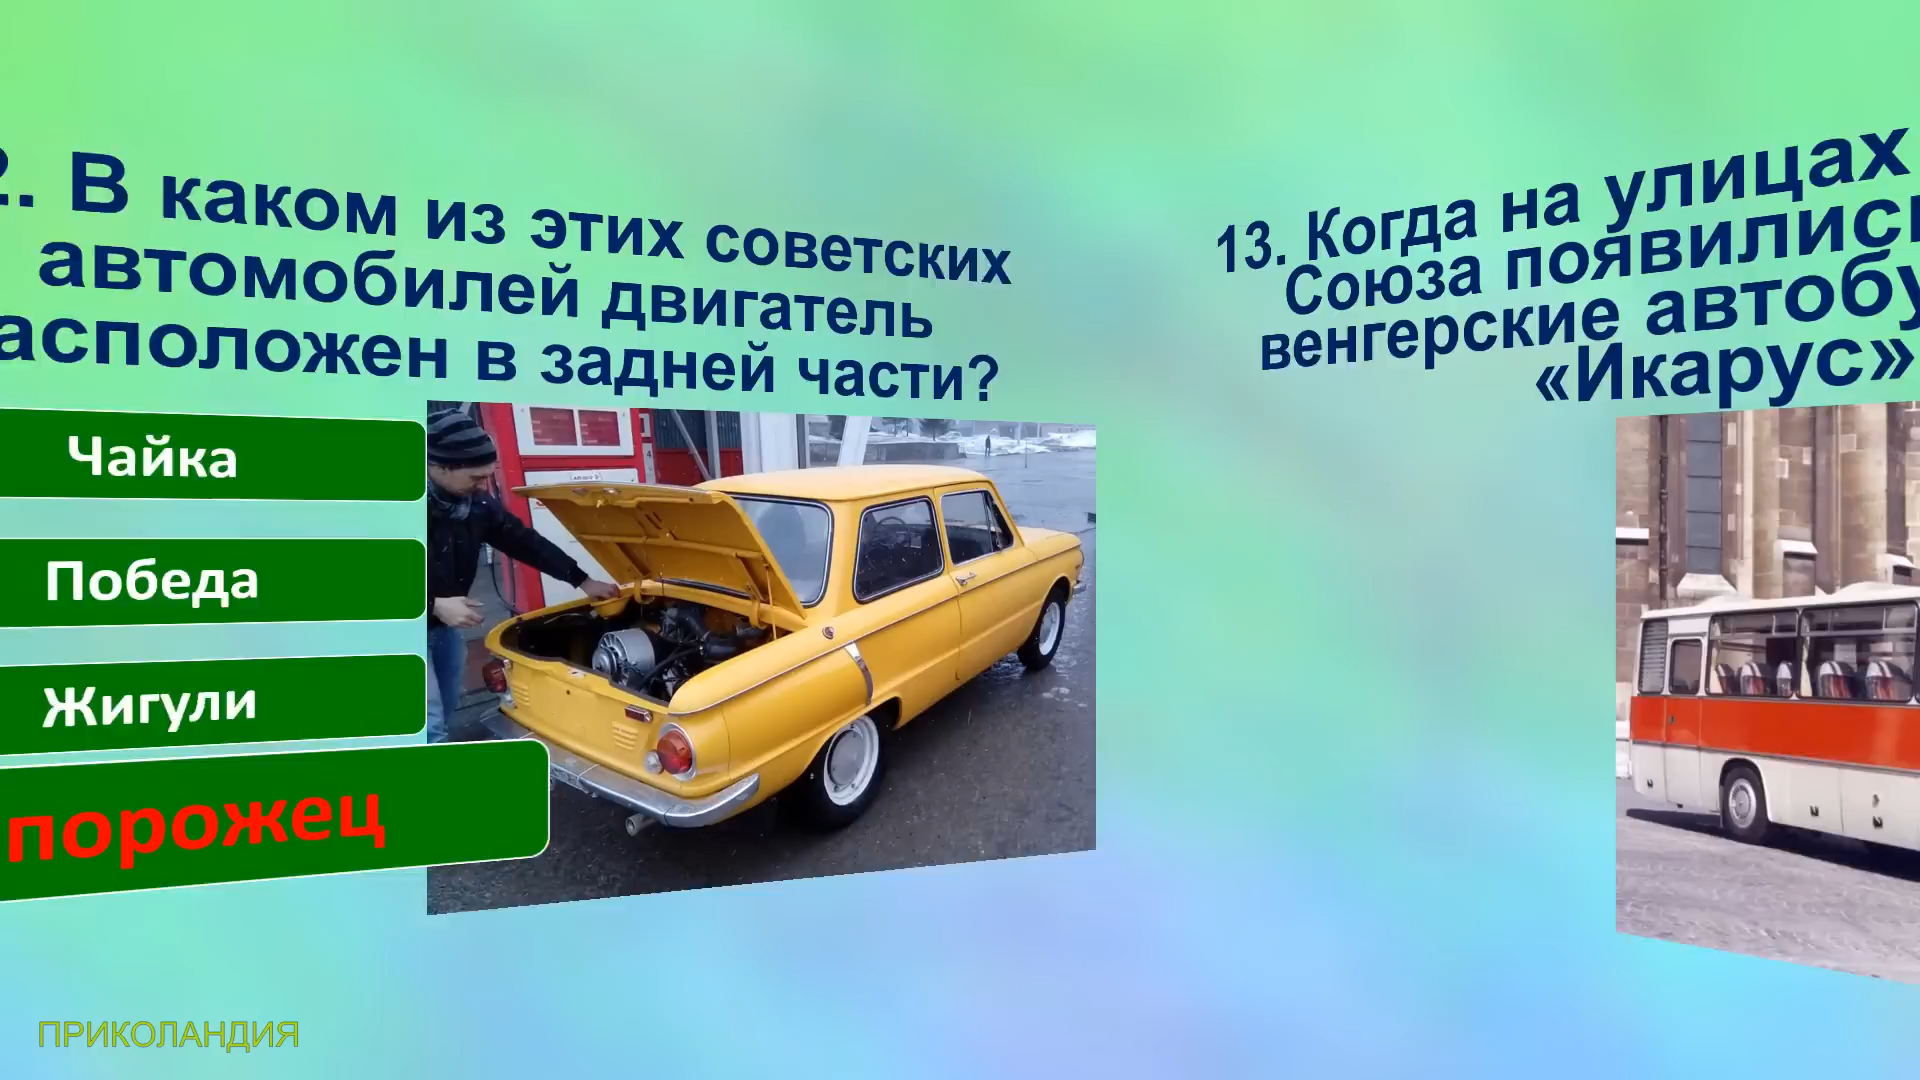 2. В каком из этих советских
автомобилей двигатель
асположен в задней части?
Чайка
Победа
Жигули
порожец
13. Когда на улицах
Союза появились
венгерские автобу
«Икарус»
ПРИКОЛАНДИЯ